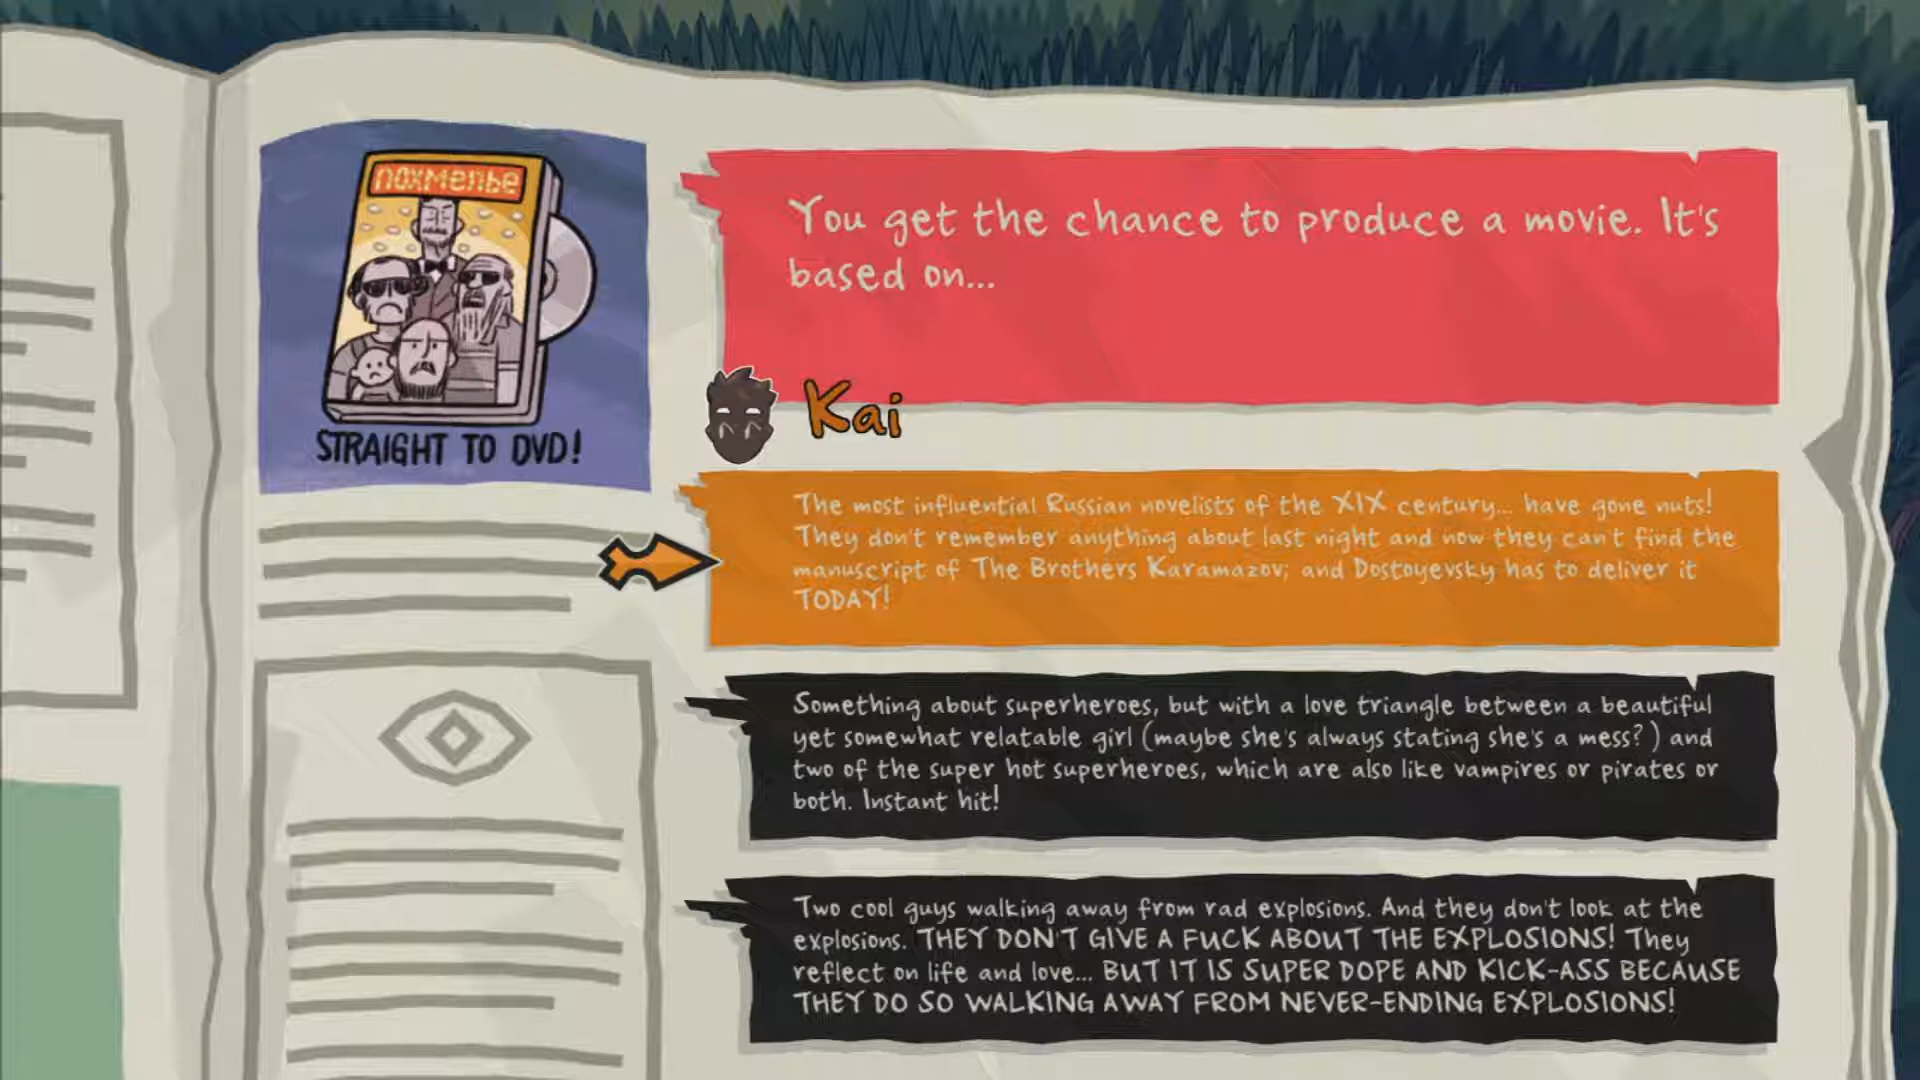 похмелье
STRAIGHT TO DVD!
You get the chance to produce a movie. It's
based on...
Kai
The most influential Russian novelists of the XIX century... have gone nuts!
They don't remember anything about last night and now they can't find the
manuscript of The Brothers Karamazov; and Dostoyevsky has to deliver it
TODAY!
Something about superheroes, but with a love triangle between a beautiful
yet somewhat relatable girl (maybe she's always stating she's a mess? ) and
two of the super hot superheroes, which are also like vampires or pirates or
both. Instant hit!
Two cool guys walking away from rad explosions. And they don't look at the
explosions. THEY DON'T GIVE A FUCK ABOUT THE EXPLOSIONS! They
reflect on life and love... BUT IT IS SUPER DOPE AND KICK-ASS BECAUSE
THEY DO SO WALKING AWAY FROM NEVER-ENDING EXPLOSIONS!